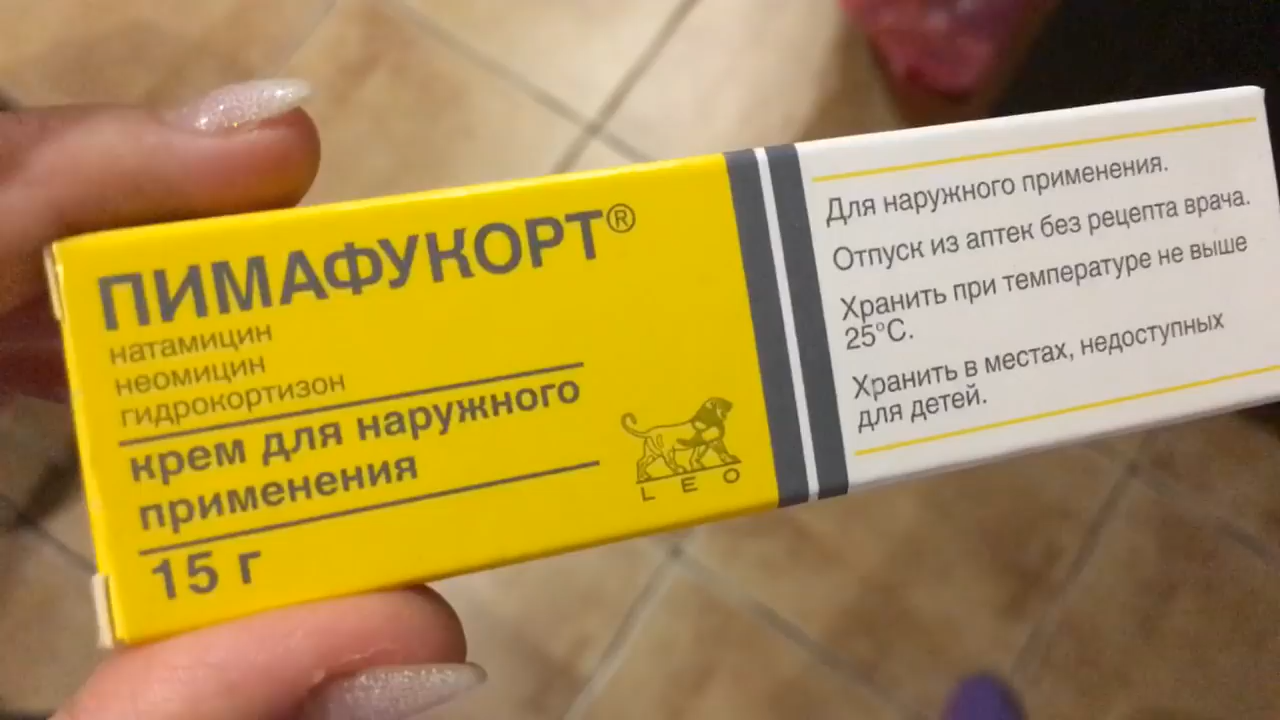 ПИМАФУКОРТ®
натамицин
неомицин
гидрокортизон
крем для наружного
применения
15 г
LEO
Для наружного применения.
Отпуск из аптек без рецепта врача.
Хранить при температуре не выше
25°C.
Хранить в местах, недоступных
для детей.